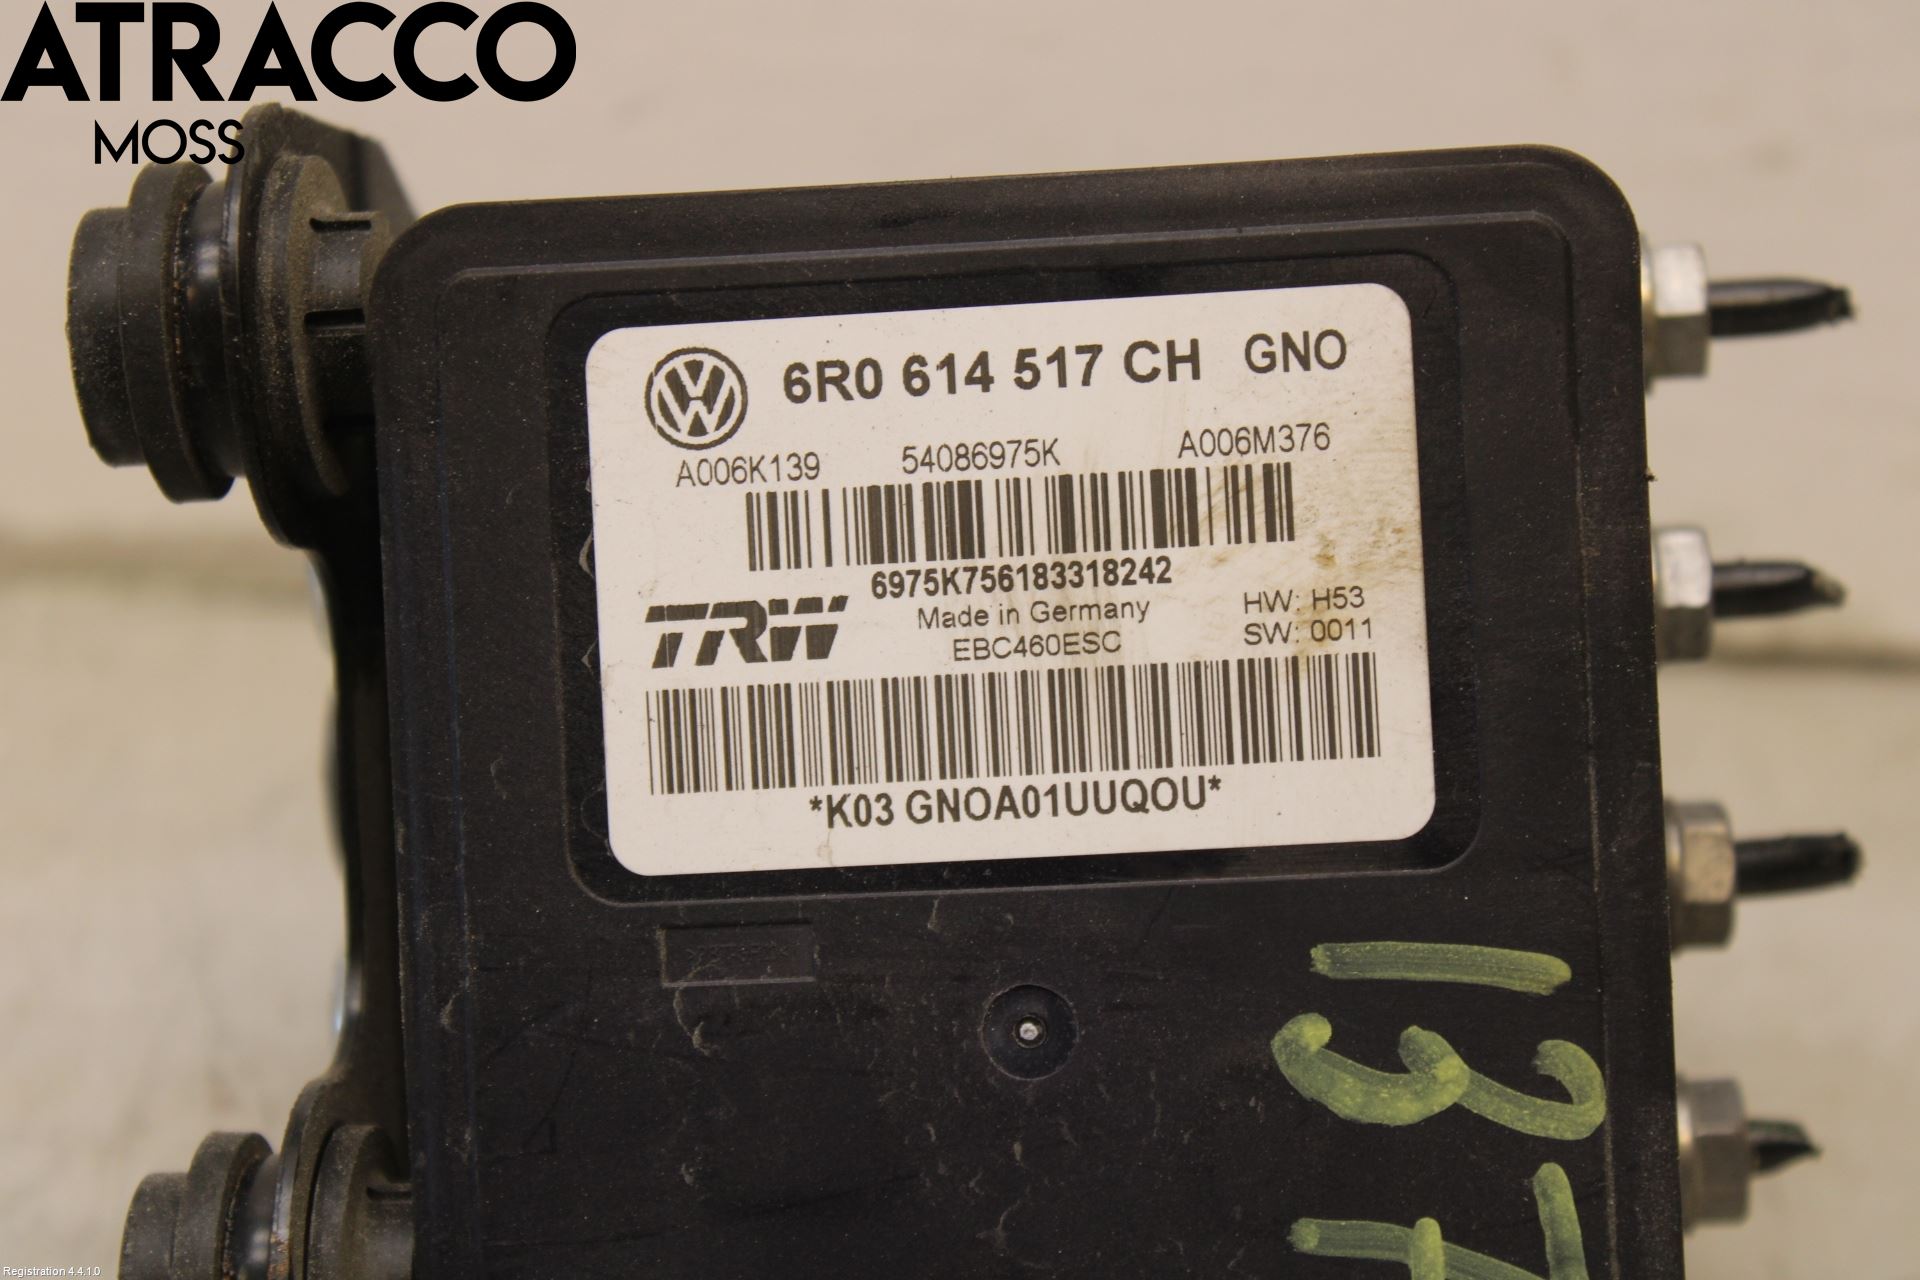 ATRACCO
MOSS
6R0 614 517 CH GNO
A006K139 54086975K A006M376
6975K756183318242
TRW
Made in Germany
EBC460ESC
HW: H53
SW: 0011
*K03 GNOA01UUQOU*
13
Registration 4.4.1.0